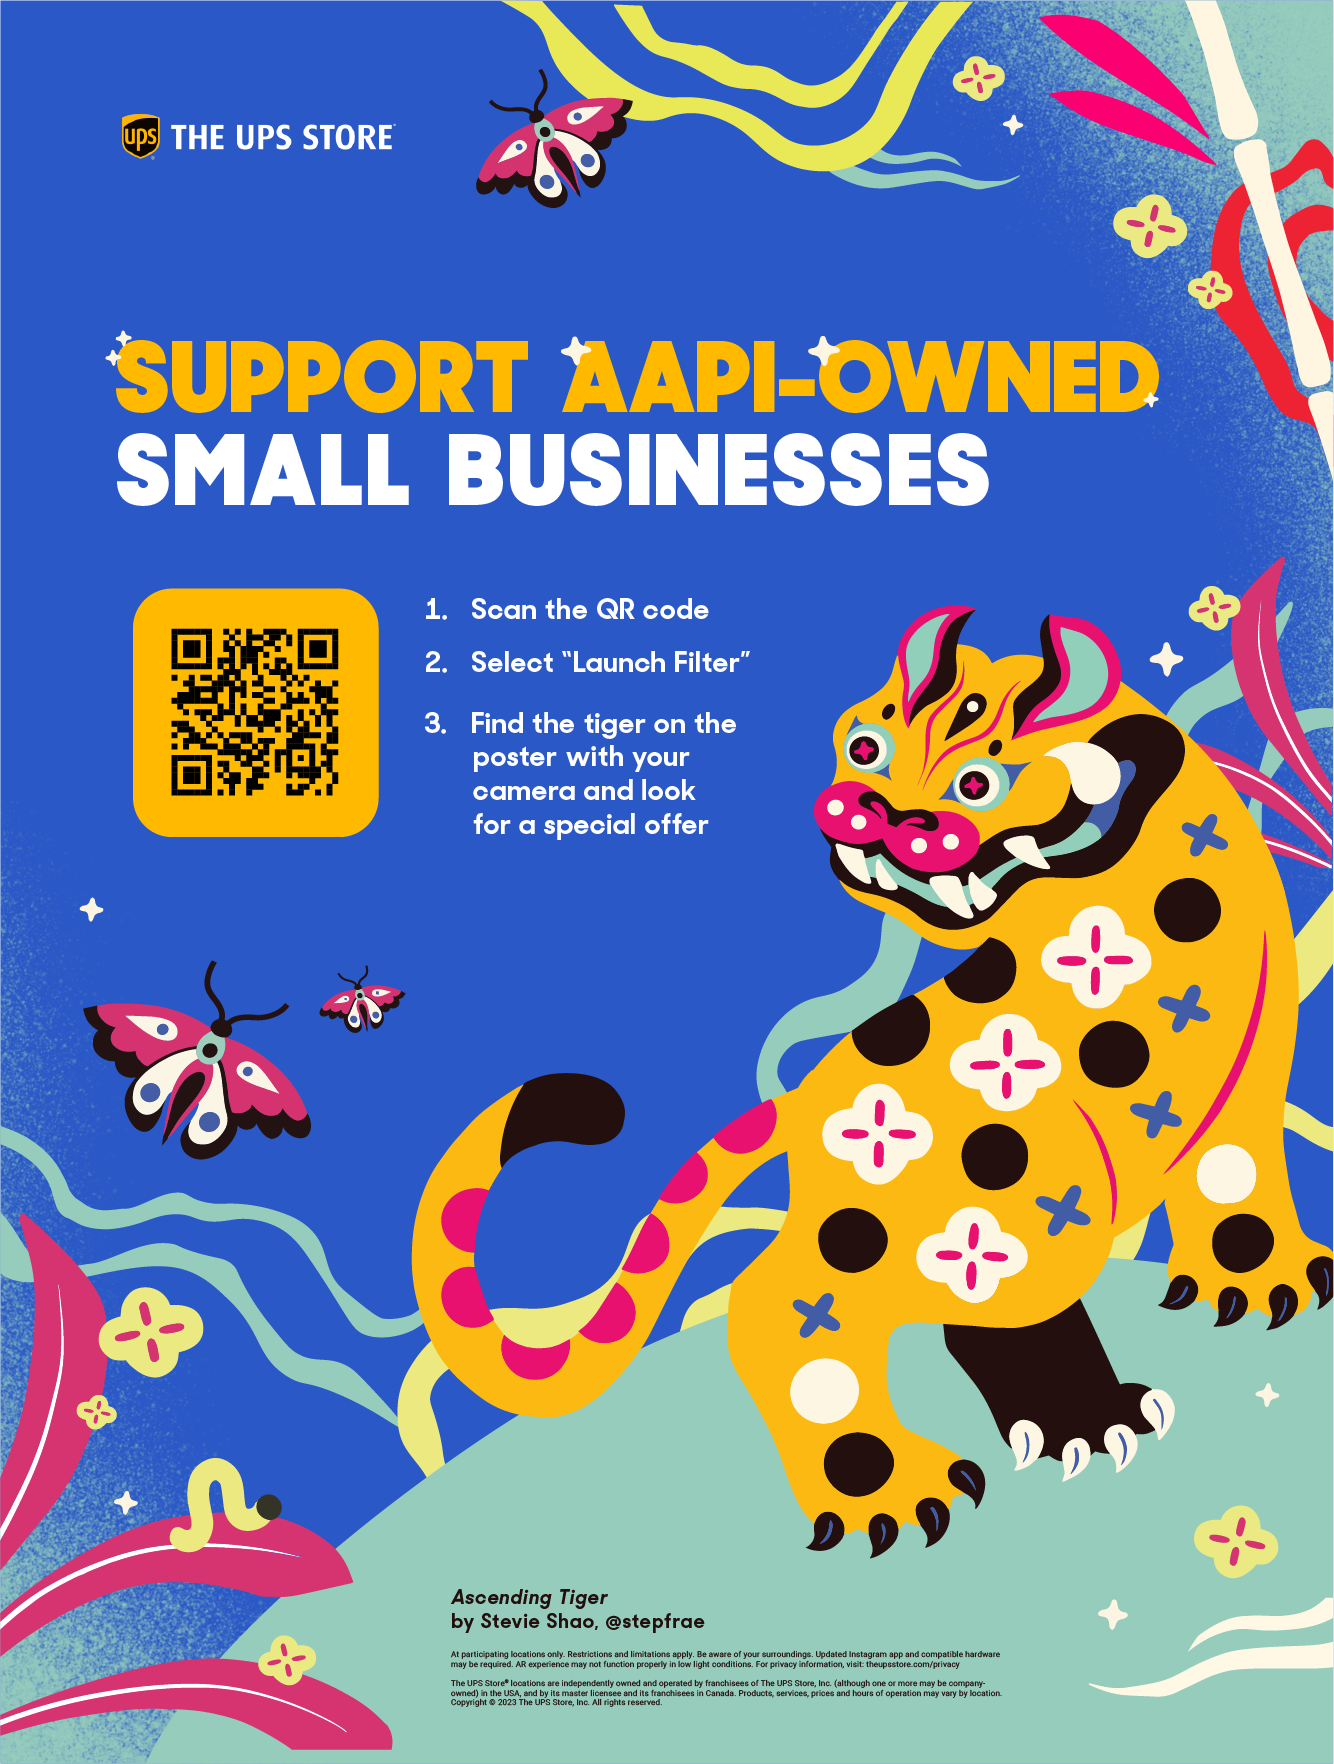 ups
THE UPS STORE
SUPPORT AAPI-OWNED
SMALL BUSINESSES
1. Scan the QR code
2. Select “Launch Filter”
3. Find the tiger on the
poster with your
camera and look
for a special offer
Ascending Tiger
by Stevie Shao, @stepfrae
At participating locations only. Restrictions and limitations apply. Be aware of your surroundings. Updated Instagram app and compatible hardware
may be required. AR experience may not function properly in low light conditions. For privacy information, visit: theupsstore.com/privacy
The UPS Store® locations are independently owned and operated by franchisees of The UPS Store, Inc. (although one or more may be company-
owned) in the USA, and by its master licensee and its franchisees in Canada. Products, services, prices and hours of operation may vary by location.
Copyright © 2023 The UPS Store, Inc. All rights reserved.